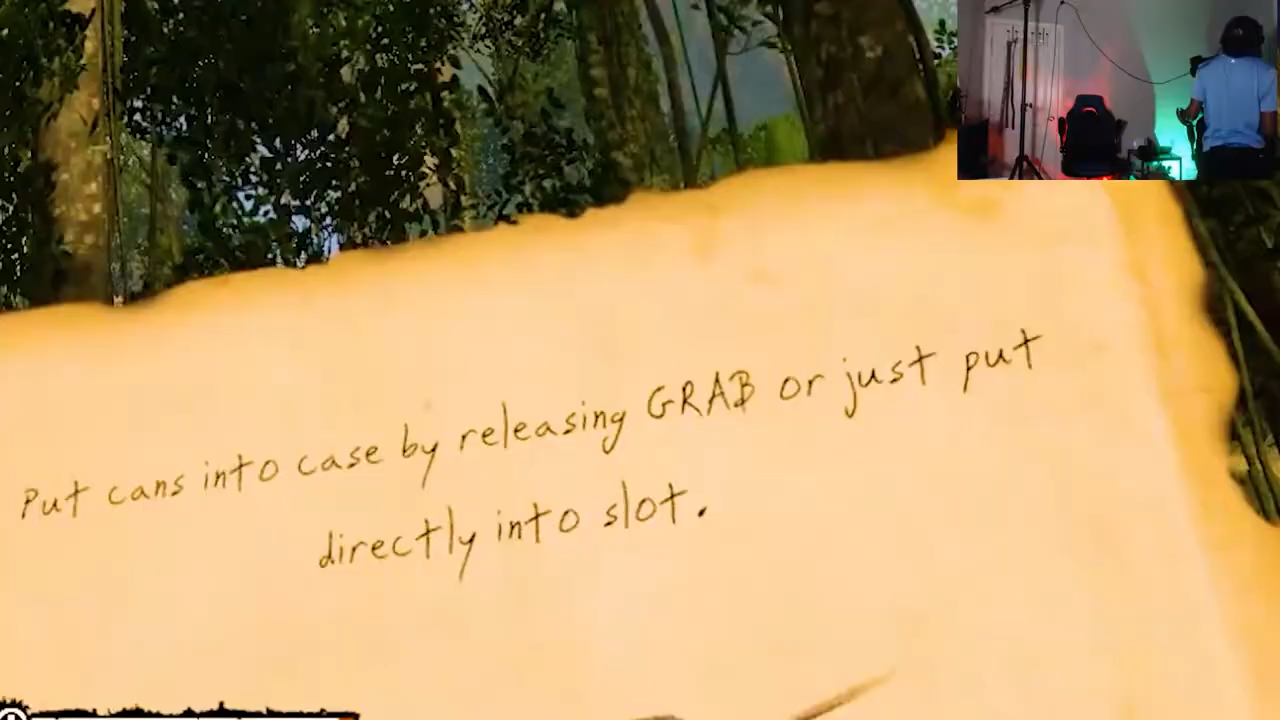 Put cans into case by releasing GRAB or just put
directly into slot.